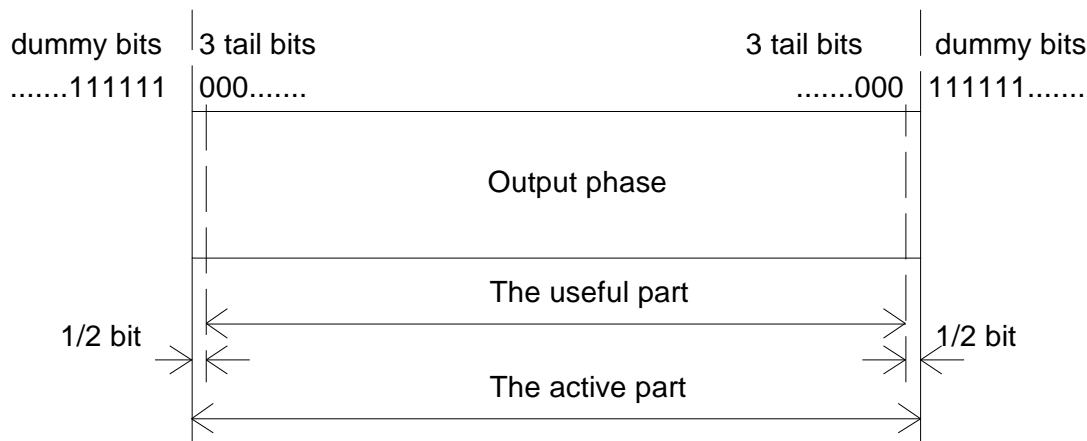 dummy bits 3 tail bits 3 tail bits dummy bits
.......111111 000....... .......000 111111.......
Output phase
The useful part
1/2 bit 1/2 bit
The active part